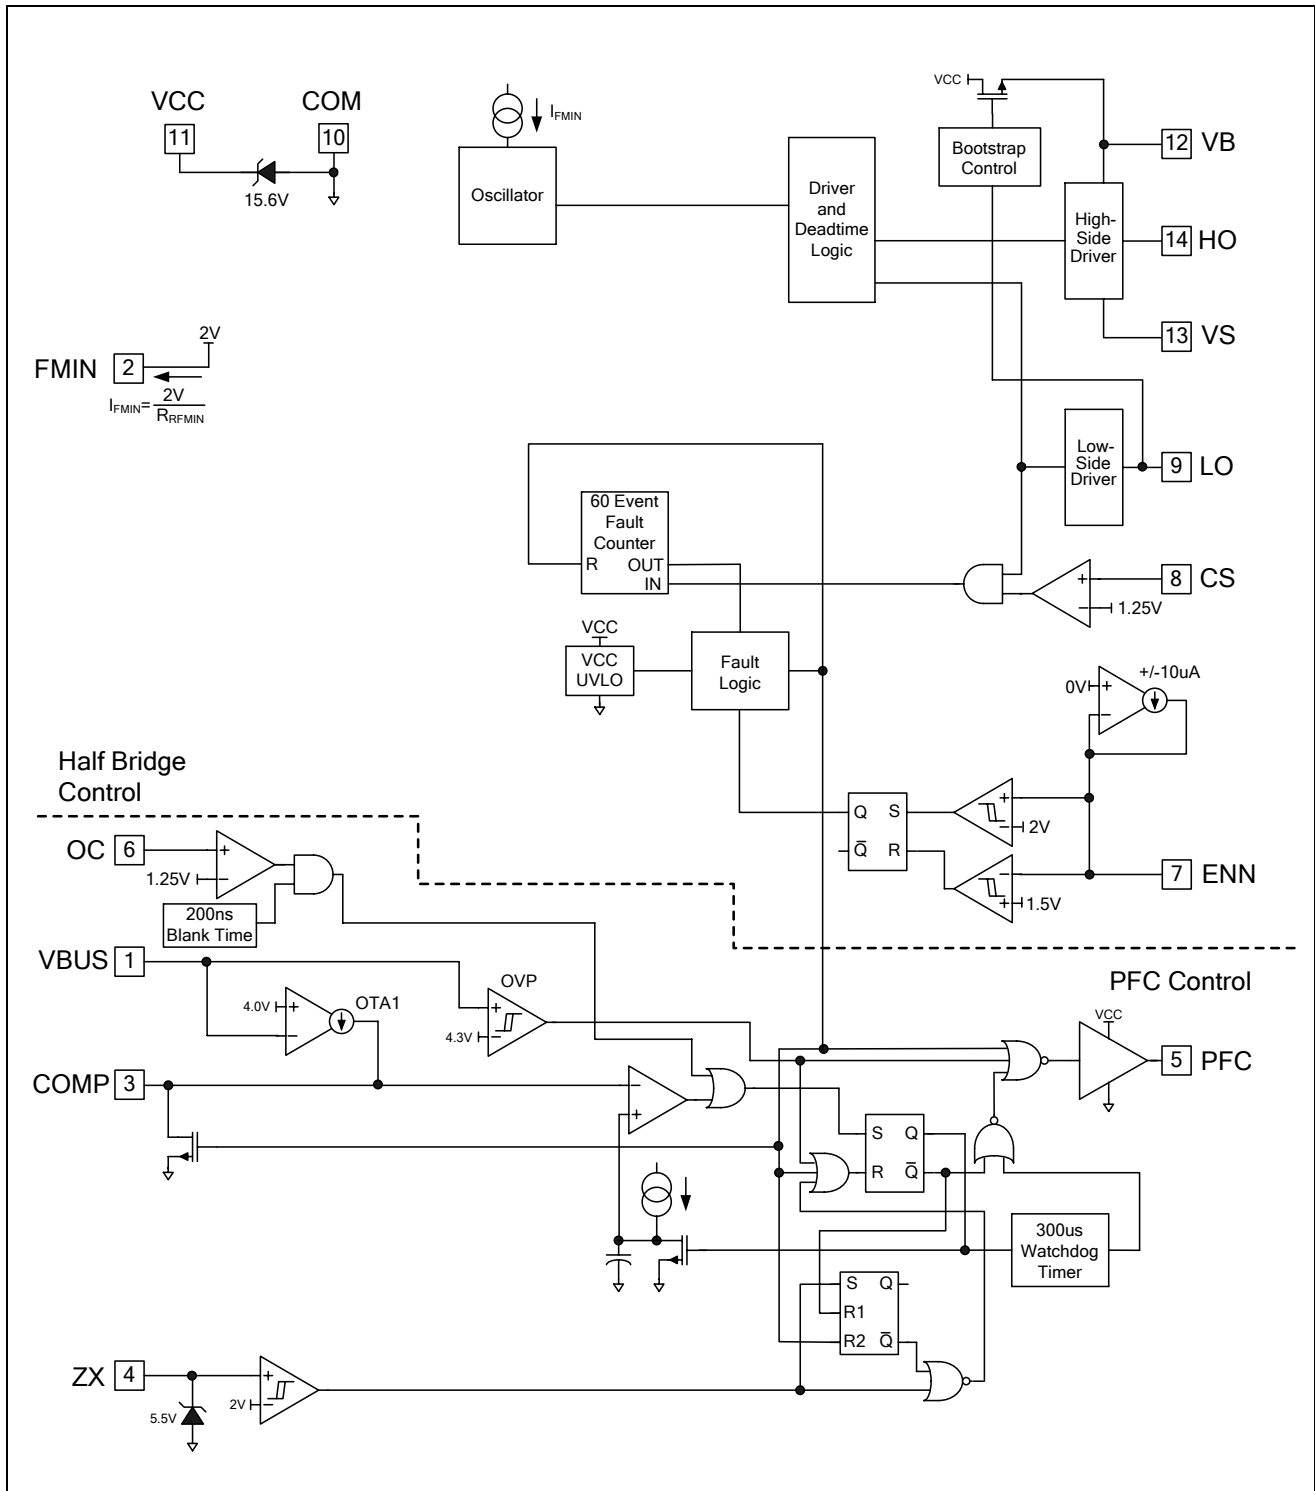 VCC
COM
11
10
15.6V
IFMIN
Oscillator
Driver
and
Deadtime
Logic
VCC
Bootstrap
Control
12 VB
High-
Side
Driver
14 HO
13 VS
2V
FMIN 2
IFMIN= 2V
RRFMIN
Low-
Side
Driver
9 LO
60 Event
Fault
Counter
R OUT
IN
+
8 CS
− 1.25V
VCC
VCC
UVLO
Fault
Logic
+/-10uA
0V +
−
Half Bridge
Control
Q S
Q̅ R
+
− 2V
−
+ 1.5V
7 ENN
OC 6
+
1.25V −
200ns
Blank Time
VBUS 1
4.0V +
−
OTA1
OVP
+
4.3V −
PFC Control
VCC
5 PFC
COMP 3
−
+
S Q
R Q̅
300us
Watchdog
Timer
S Q
R1
R2 Q̅
ZX 4
+
2V −
5.5V